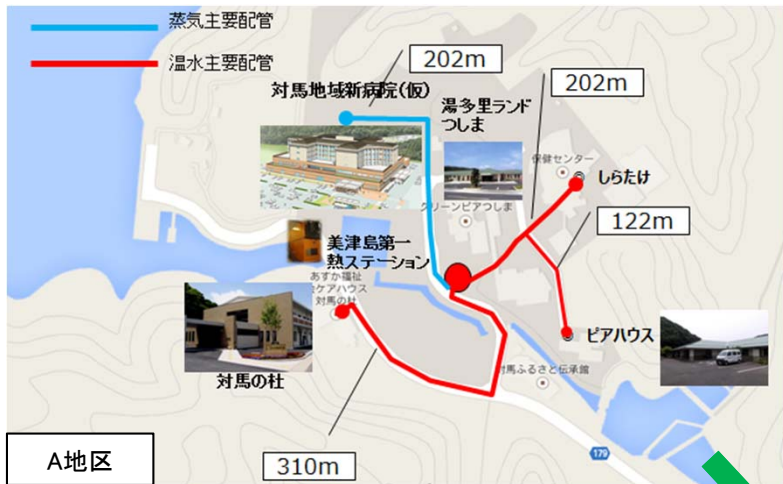 蒸気主要配管
温水主要配管
202m
対馬地域新病院(仮)
湯多里ランド
つしま
202m
保健センター
しらたけ
グリーンピアつしま
122m
美津島第一
熱ステーション
あすか福祉
ケアハウス
対馬の杜
ピアハウス
対馬の杜
対馬ふるさと伝承館
179
A地区
310m